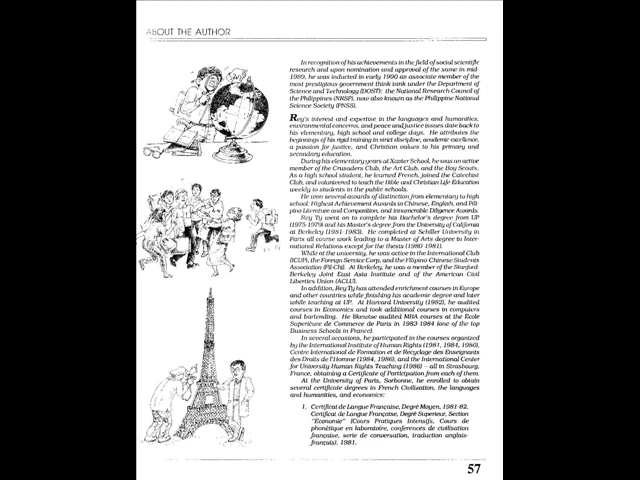 ABOUT THE AUTHOR
In recognition of his achievements in the field of social scientific
research and upon nomination and approval of the same in mid-
1989, he was inducted in early 1990 as associate member of the
most prestigious government think tank under the Department of
Science and Technology (DOST): the National Research Council of
the Philippines (NRSP), now also known as the Philippine National
Science Society (PNSS).
Rey's interest and expertise in the languages and humanities,
environmental concerns, and peace and justice issues date back to
his elementary, high school and college days. He attributes the
beginnings of his rigid training in strict discipline, academic excellence,
a passion for justice, and Christian values to his primary and
secondary education.
During his elementary years at Xavier School, he was an active
member of the Crusaders Club, the Art Club, and the Boy Scouts.
As a high school student, he learned French, joined the Catechist
Club, and volunteered to teach the Bible and Christian Life Education
weekly to students in the public schools.
He won several awards of distinction from elementary to high
school: Highest Achievement Awards in Chinese, English, and Pili-
pino Literature and Composition, and innumerable Diligence Awards.
Rey Ty went on to complete his Bachelor's degree from UP
(1975-1979) and his Master's degree from the University of California
at Berkeley (1981-1983). He completed at Schiller University in
Paris all course work leading to a Master of Arts degree in Inter-
national Relations except for the thesis (1980-1981).
While at the university, he was active in the International Club
(ICUP), the Foreign Service Corp, and the Filipino Chinese Students
Association (Fil-Chi). At Berkeley, he was a member of the Stanford-
Berkeley Joint East Asia Institute and of the American Civil
Liberties Union (ACLU).
In addition, Rey Ty has attended enrichment courses in Europe
and other countries while finishing his academic degree and later
while teaching at UP. At Harvard University (1982), he audited
courses in Economics and took additional courses in computers
and bartending. He likewise audited MBA courses at the Ecole
Superiture de Commerce de Paris in 1983-1984 (one of the top
Business Schools in France).
In several occasions, he participated in the courses organized
by the International Institute of Human Rights (1981, 1984, 1986),
Centre International de Formation et de Recyclage des Enseignants
des Droits de l'Homme (1984, 1986), and the International Center
for University Human Rights Teaching (1986) – all in Strasbourg,
France, obtaining a Certificate of Participation from each of them.
At the University of Paris, Sorbonne, he enrolled to obtain
several certificate degrees in French Civilization, the languages
and humanities, and economics:
1. Certificat de Langue Française, Degré Moyen, 1981-82,
Certificat de Langue Française, Degré Superieur, Section
"Economie" (Cours Pratiques Intensifs, Cours de
phonétique en laboratoire, conferences de civilisation
française, serie de conversation, traduction anglais-
française), 1981.
57